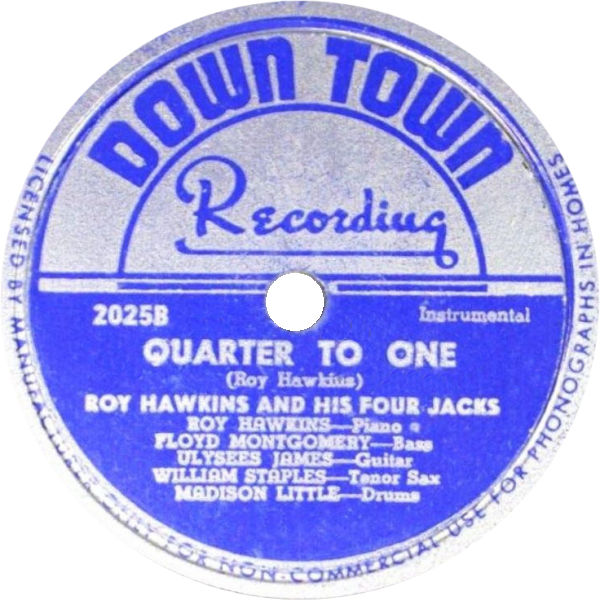 DOWN TOWN
Recording
2025B
Instrumental
QUARTER TO ONE
(Roy Hawkins)
ROY HAWKINS AND HIS FOUR JACKS
ROY HAWKINS—Piano
FLOYD MONTGOMERY—Bass
ULYSEES JAMES—Guitar
WILLIAM STAPLES—Tenor Sax
MADISON LITTLE—Drums
LICENSED BY MANUFACTURER ONLY FOR NON-COMMERCIAL USE FOR PHONOGRAPHS IN HOMES